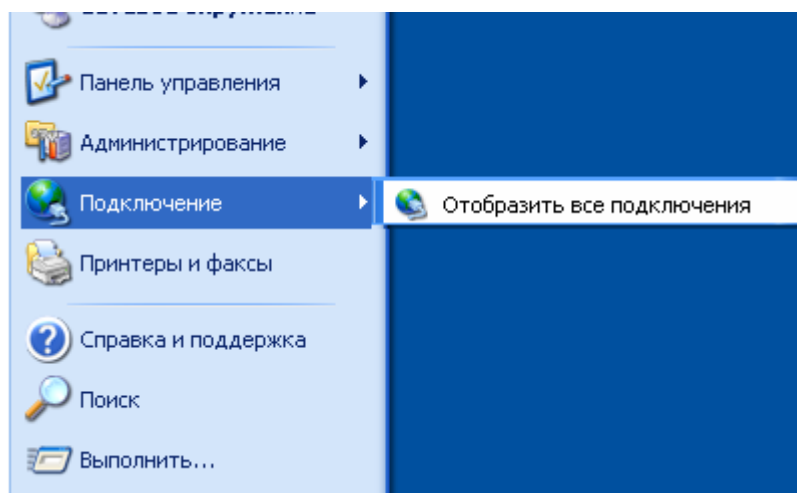 Панель управления
Администрирование
Подключение
Отобразить все подключения
Принтеры и факсы
Справка и поддержка
Поиск
Выполнить...